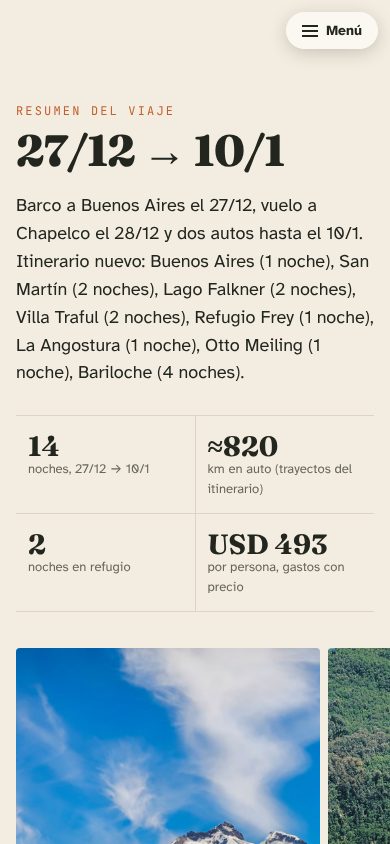 Menú
RESUMEN DEL VIAJE
27/12 → 10/1
Barco a Buenos Aires el 27/12, vuelo a
Chapelco el 28/12 y dos autos hasta el 10/1.
Itinerario nuevo: Buenos Aires (1 noche), San
Martín (2 noches), Lago Falkner (2 noches),
Villa Traful (2 noches), Refugio Frey (1 noche),
La Angostura (1 noche), Otto Meiling (1
noche), Bariloche (4 noches).
14
noches, 27/12 → 10/1
≈820
km en auto (trayectos del
itinerario)
2
noches en refugio
USD 493
por persona, gastos con
precio